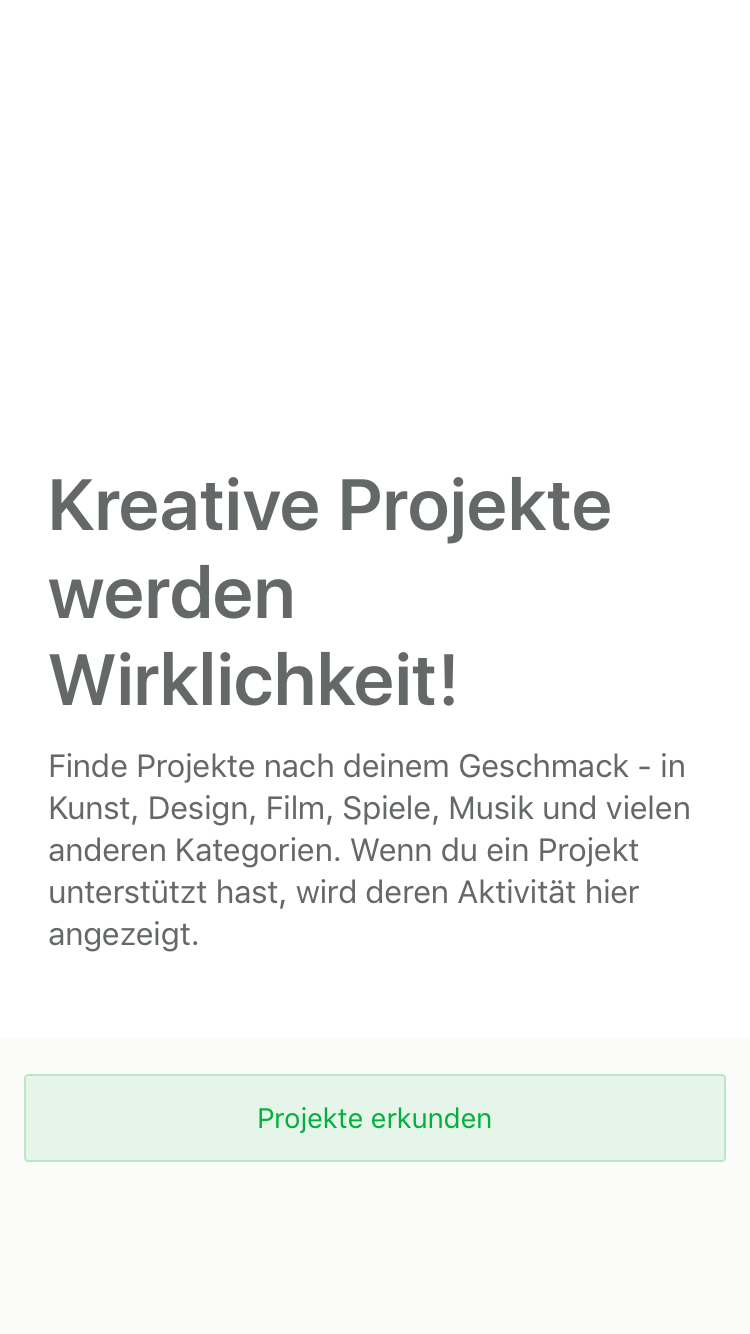 Kreative Projekte
werden
Wirklichkeit!
Finde Projekte nach deinem Geschmack - in
Kunst, Design, Film, Spiele, Musik und vielen
anderen Kategorien. Wenn du ein Projekt
unterstützt hast, wird deren Aktivität hier
angezeigt.
Projekte erkunden